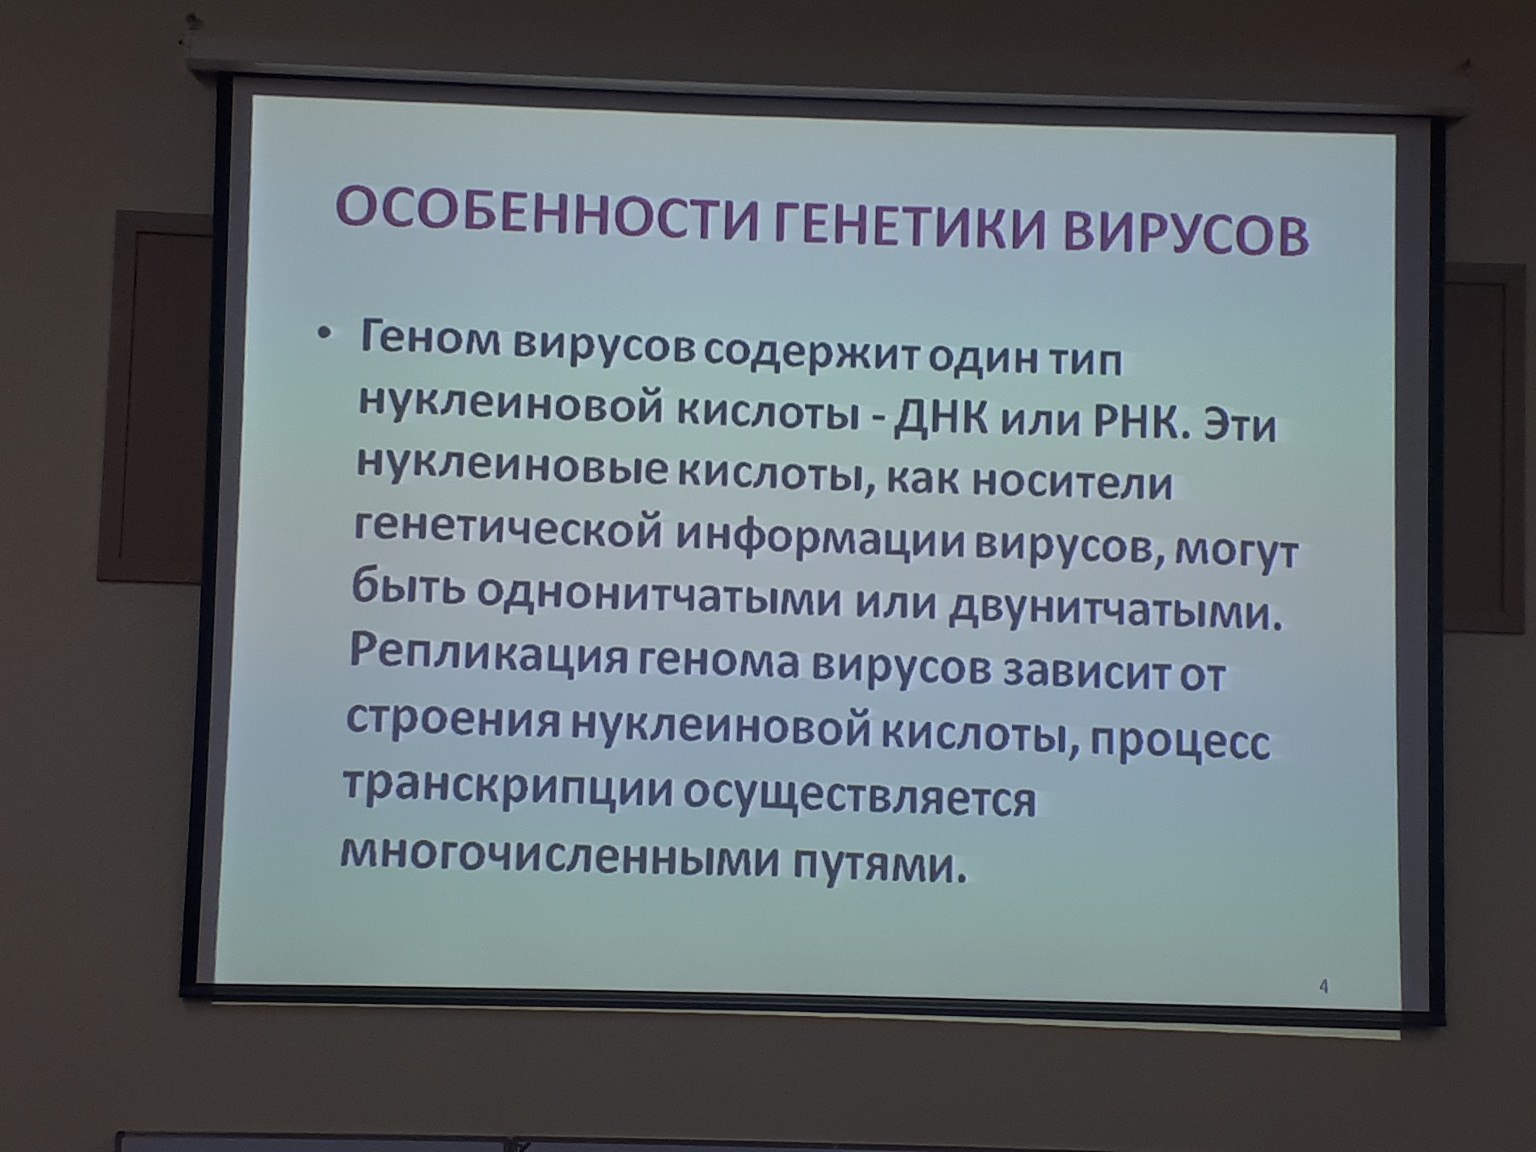 ОСОБЕННОСТИ ГЕНЕТИКИ ВИРУСОВ
• Геном вирусов содержит один тип
нуклеиновой кислоты - ДНК или РНК. Эти
нуклеиновые кислоты, как носители
генетической информации вирусов, могут
быть однонитчатыми или двунитчатыми.
Репликация генома вирусов зависит от
строения нуклеиновой кислоты, процесс
транскрипции осуществляется
многочисленными путями.
4